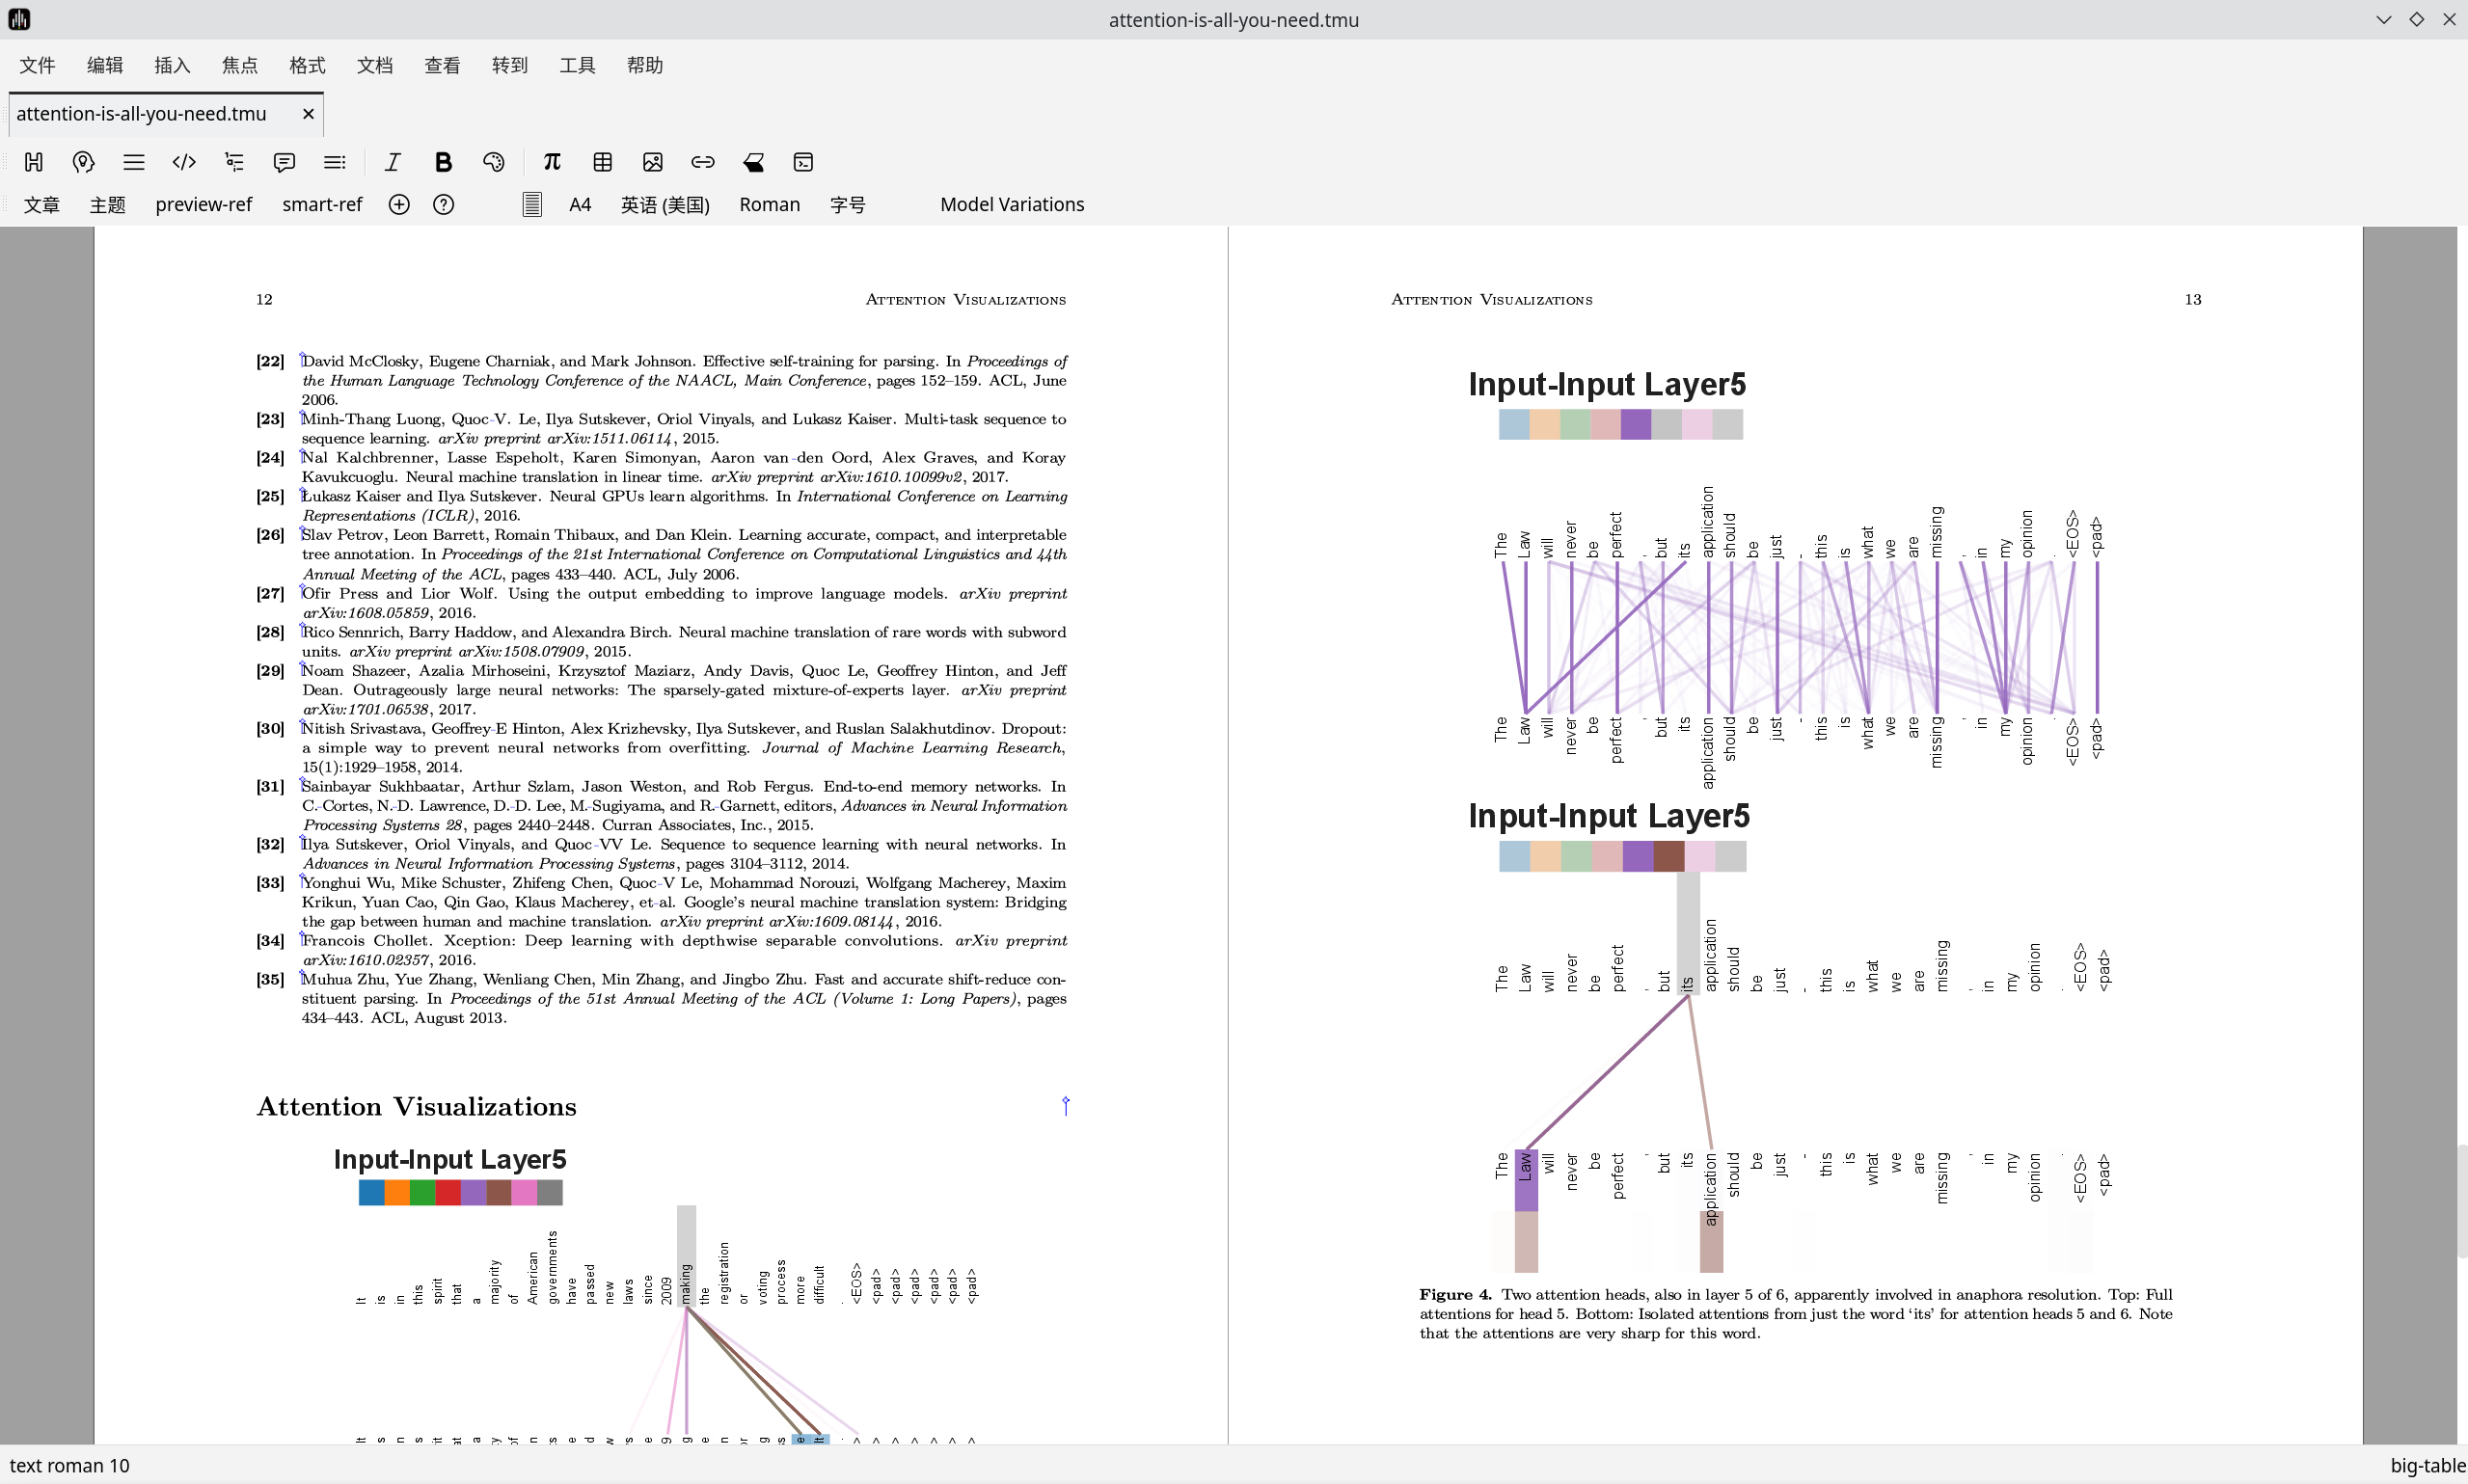 attention-is-all-you-need.tmu
文件 编辑 插入 焦点 格式 文档 查看 转到 工具 帮助
attention-is-all-you-need.tmu
文章 主题 preview-ref smart-ref A4 英语 (美国) Roman 字号 Model Variations
12 Attention Visualizations
[22] David McClosky, Eugene Charniak, and Mark Johnson. Effective self-training for parsing. In Proceedings of
the Human Language Technology Conference of the NAACL, Main Conference, pages 152–159. ACL, June
2006.
[23] Minh-Thang Luong, Quoc-V. Le, Ilya Sutskever, Oriol Vinyals, and Lukasz Kaiser. Multi-task sequence to
sequence learning. arXiv preprint arXiv:1511.06114, 2015.
[24] Nal Kalchbrenner, Lasse Espeholt, Karen Simonyan, Aaron van-den Oord, Alex Graves, and Koray
Kavukcuoglu. Neural machine translation in linear time. arXiv preprint arXiv:1610.10099v2, 2017.
[25] Łukasz Kaiser and Ilya Sutskever. Neural GPUs learn algorithms. In International Conference on Learning
Representations (ICLR), 2016.
[26] Slav Petrov, Leon Barrett, Romain Thibaux, and Dan Klein. Learning accurate, compact, and interpretable
tree annotation. In Proceedings of the 21st International Conference on Computational Linguistics and 44th
Annual Meeting of the ACL, pages 433–440. ACL, July 2006.
[27] Ofir Press and Lior Wolf. Using the output embedding to improve language models. arXiv preprint
arXiv:1608.05859, 2016.
[28] Rico Sennrich, Barry Haddow, and Alexandra Birch. Neural machine translation of rare words with subword
units. arXiv preprint arXiv:1508.07909, 2015.
[29] Noam Shazeer, Azalia Mirhoseini, Krzysztof Maziarz, Andy Davis, Quoc Le, Geoffrey Hinton, and Jeff
Dean. Outrageously large neural networks: The sparsely-gated mixture-of-experts layer. arXiv preprint
arXiv:1701.06538, 2017.
[30] Nitish Srivastava, Geoffrey-E Hinton, Alex Krizhevsky, Ilya Sutskever, and Ruslan Salakhutdinov. Dropout:
a simple way to prevent neural networks from overfitting. Journal of Machine Learning Research,
15(1):1929–1958, 2014.
[31] Sainbayar Sukhbaatar, Arthur Szlam, Jason Weston, and Rob Fergus. End-to-end memory networks. In
C.-Cortes, N.-D. Lawrence, D.-D. Lee, M.-Sugiyama, and R.-Garnett, editors, Advances in Neural Information
Processing Systems 28, pages 2440–2448. Curran Associates, Inc., 2015.
[32] Ilya Sutskever, Oriol Vinyals, and Quoc-VV Le. Sequence to sequence learning with neural networks. In
Advances in Neural Information Processing Systems, pages 3104–3112, 2014.
[33] Yonghui Wu, Mike Schuster, Zhifeng Chen, Quoc-V Le, Mohammad Norouzi, Wolfgang Macherey, Maxim
Krikun, Yuan Cao, Qin Gao, Klaus Macherey, et-al. Google's neural machine translation system: Bridging
the gap between human and machine translation. arXiv preprint arXiv:1609.08144, 2016.
[34] Francois Chollet. Xception: Deep learning with depthwise separable convolutions. arXiv preprint
arXiv:1610.02357, 2016.
[35] Muhua Zhu, Yue Zhang, Wenliang Chen, Min Zhang, and Jingbo Zhu. Fast and accurate shift-reduce con-
stituent parsing. In Proceedings of the 51st Annual Meeting of the ACL (Volume 1: Long Papers), pages
434–443. ACL, August 2013.
Attention Visualizations
Input-Input Layer5
It is in this spirit that a majority of American governments have passed new laws since 2009 making the registration or voting process more difficult . <EOS> <pad> <pad> <pad> <pad> <pad> <pad>
Attention Visualizations 13
Input-Input Layer5
The Law will never be perfect , but its application should be just - this is what we are missing , in my opinion . <EOS> <pad>
The Law will never be perfect , but its application should be just - this is what we are missing , in my opinion . <EOS> <pad>
Input-Input Layer5
The Law will never be perfect , but its application should be just - this is what we are missing , in my opinion . <EOS> <pad>
The Law will never be perfect , but its application should be just - this is what we are missing , in my opinion . <EOS> <pad>
Figure 4. Two attention heads, also in layer 5 of 6, apparently involved in anaphora resolution. Top: Full
attentions for head 5. Bottom: Isolated attentions from just the word ‘its’ for attention heads 5 and 6. Note
that the attentions are very sharp for this word.
text roman 10 big-table